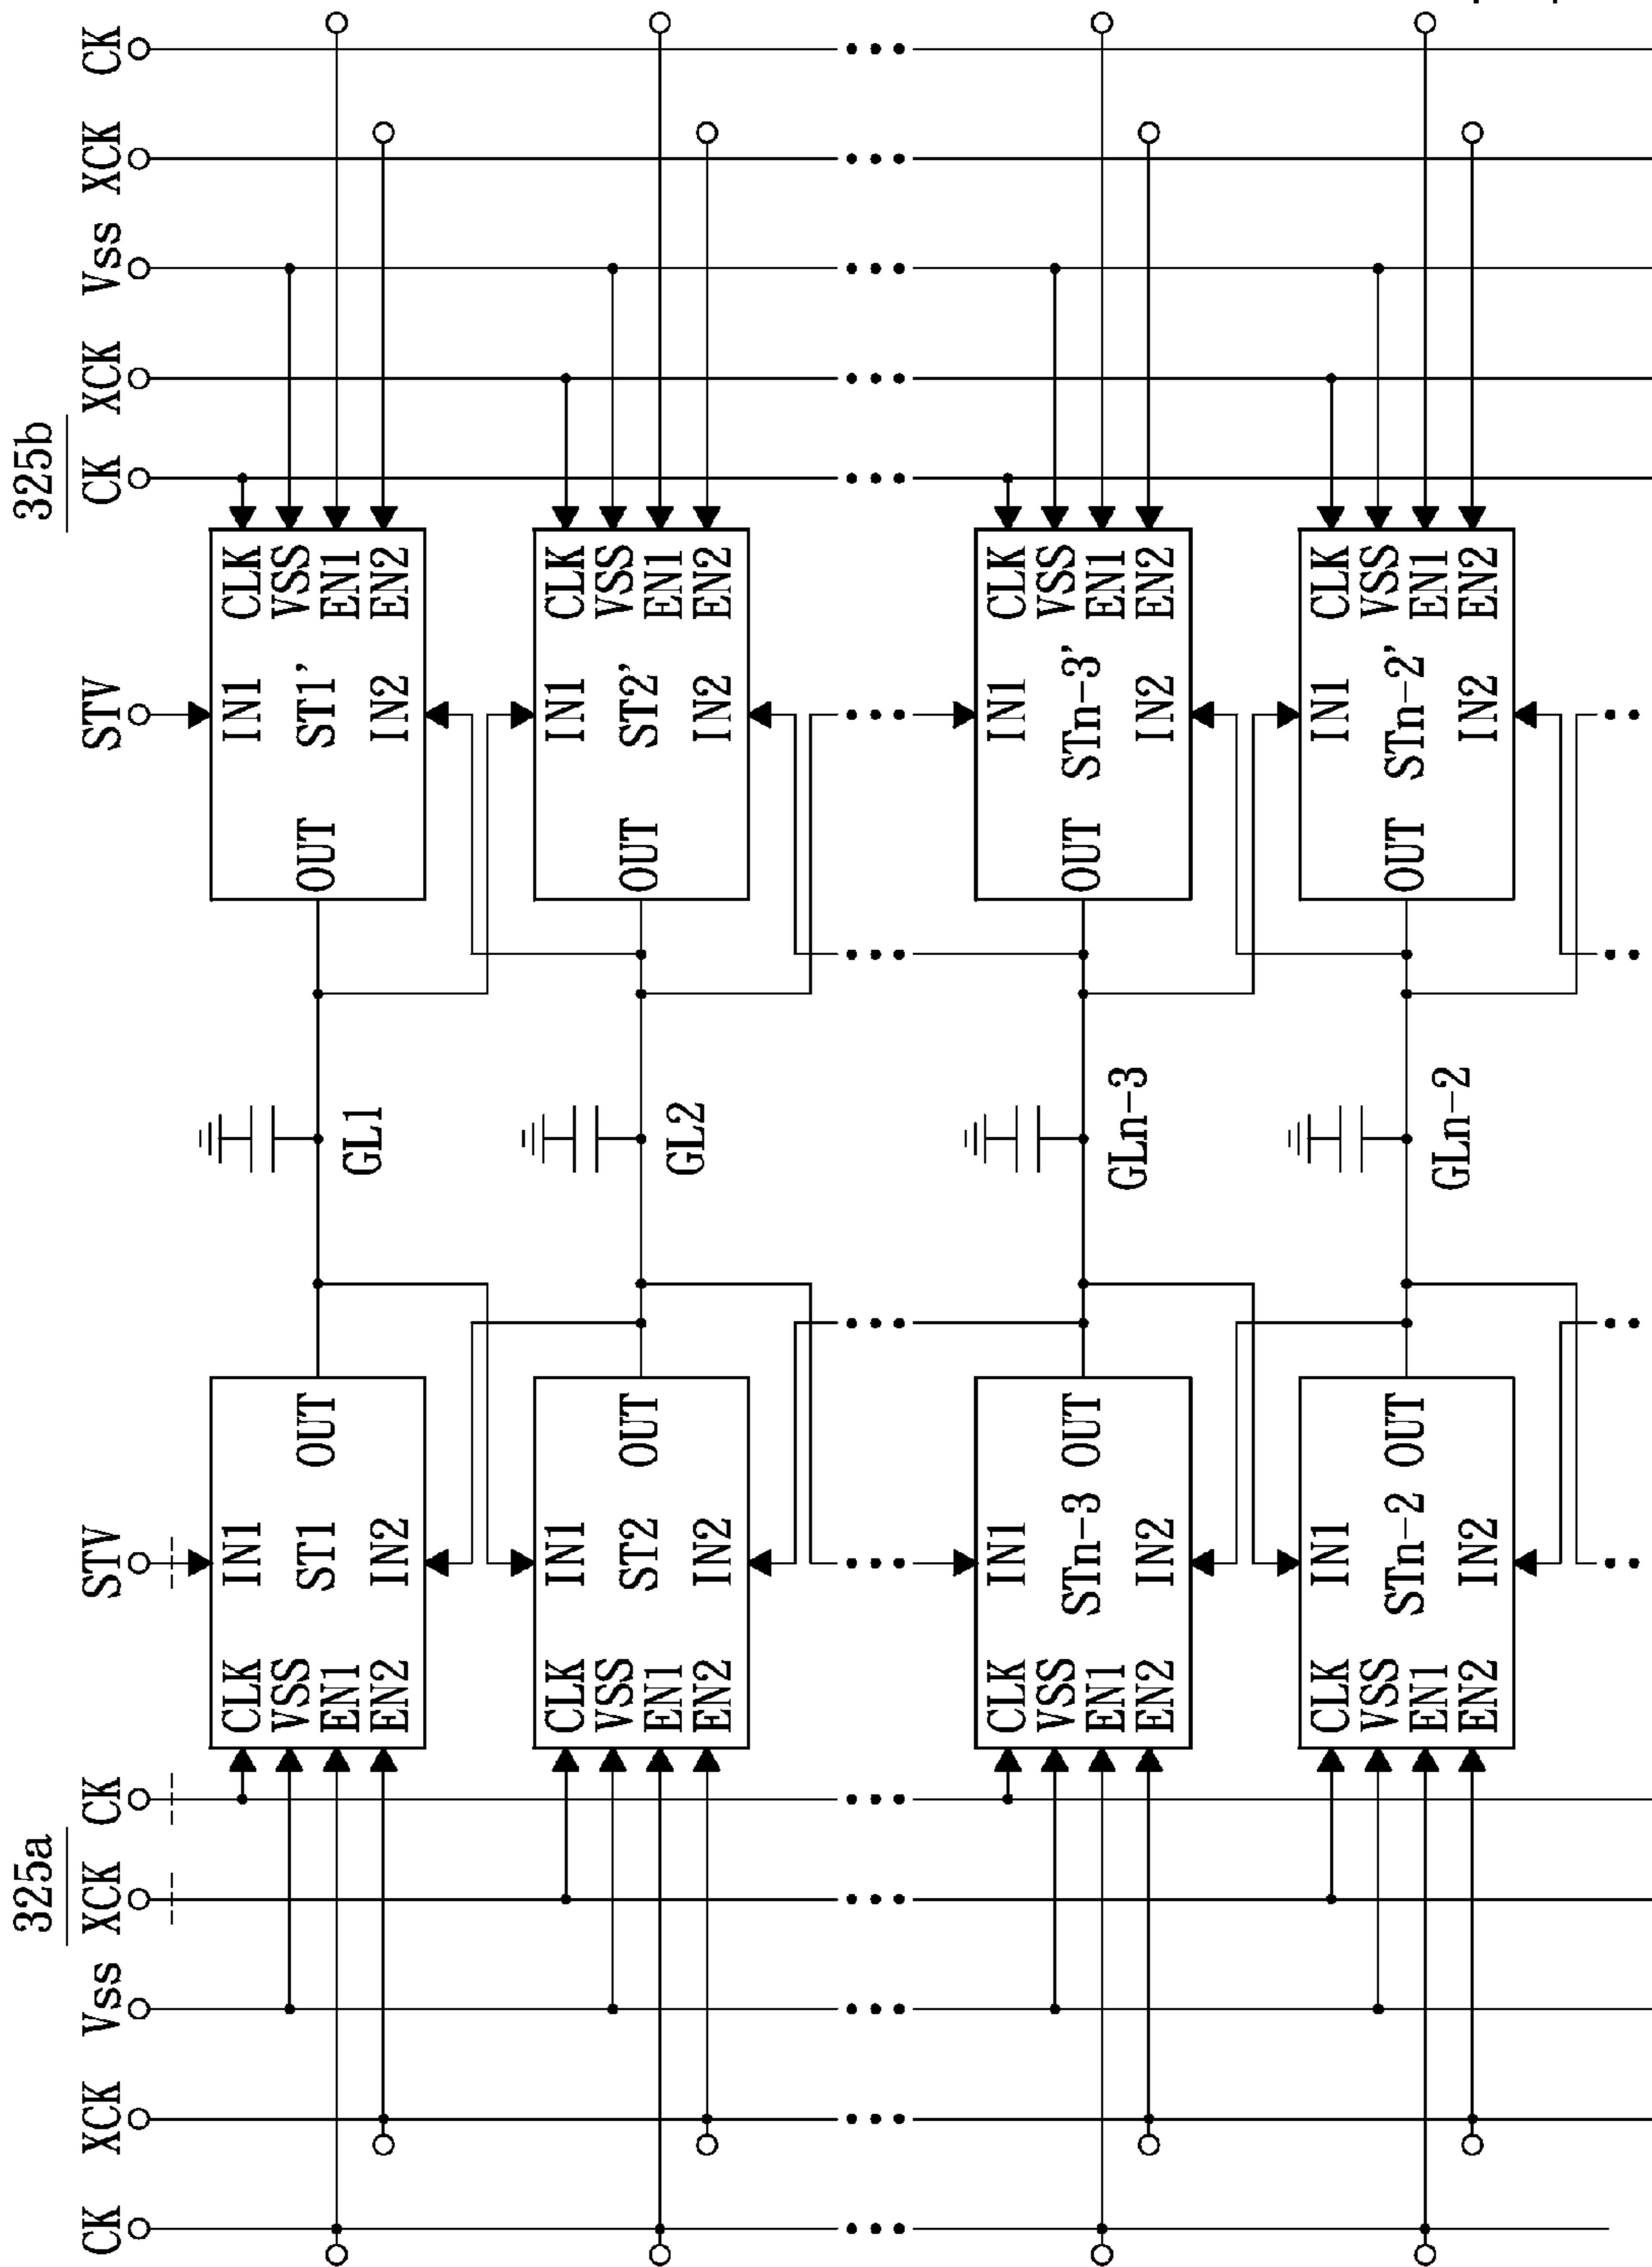 325a 325b
CK XCK Vss XCK CK STV STV CK XCK Vss XCK CK
CLK IN1 IN1 CLK
VSS VSS
ST1 OUT OUT ST1'
EN1 EN1
GL1
EN2 IN2 IN2 EN2
CLK IN1 IN1 CLK
VSS VSS
ST2 OUT OUT ST2'
EN1 EN1
GL2
EN2 IN2 IN2 EN2
CLK IN1 IN1 CLK
VSS VSS
STn-3 OUT OUT STn-3'
EN1 EN1
GLn-3
EN2 IN2 IN2 EN2
CLK IN1 IN1 CLK
VSS VSS
STn-2 OUT OUT STn-2'
EN1 EN1
GLn-2
EN2 IN2 IN2 EN2